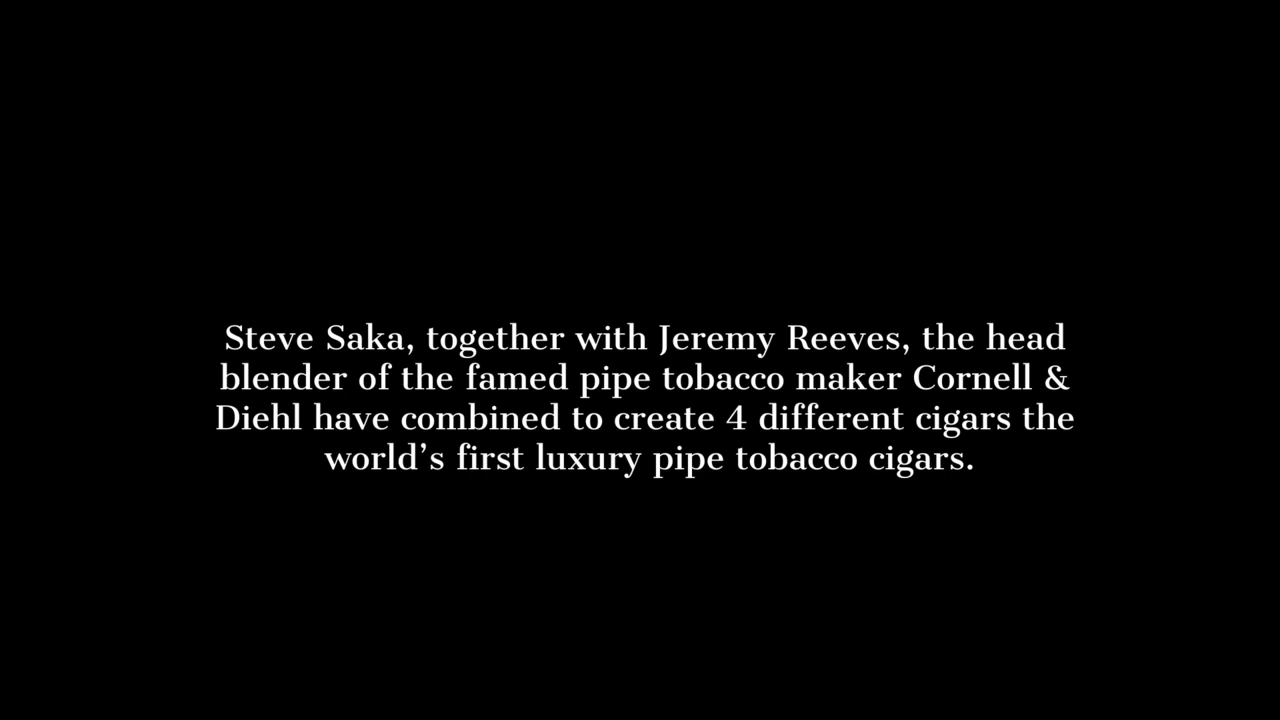 Steve Saka, together with Jeremy Reeves, the head
blender of the famed pipe tobacco maker Cornell &
Diehl have combined to create 4 different cigars the
world’s first luxury pipe tobacco cigars.